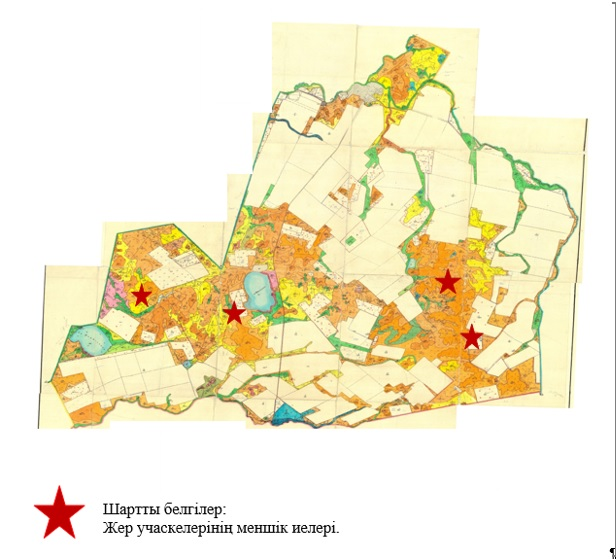 Шартты белгілер:
Жер учаскелерінің меншік иелері.